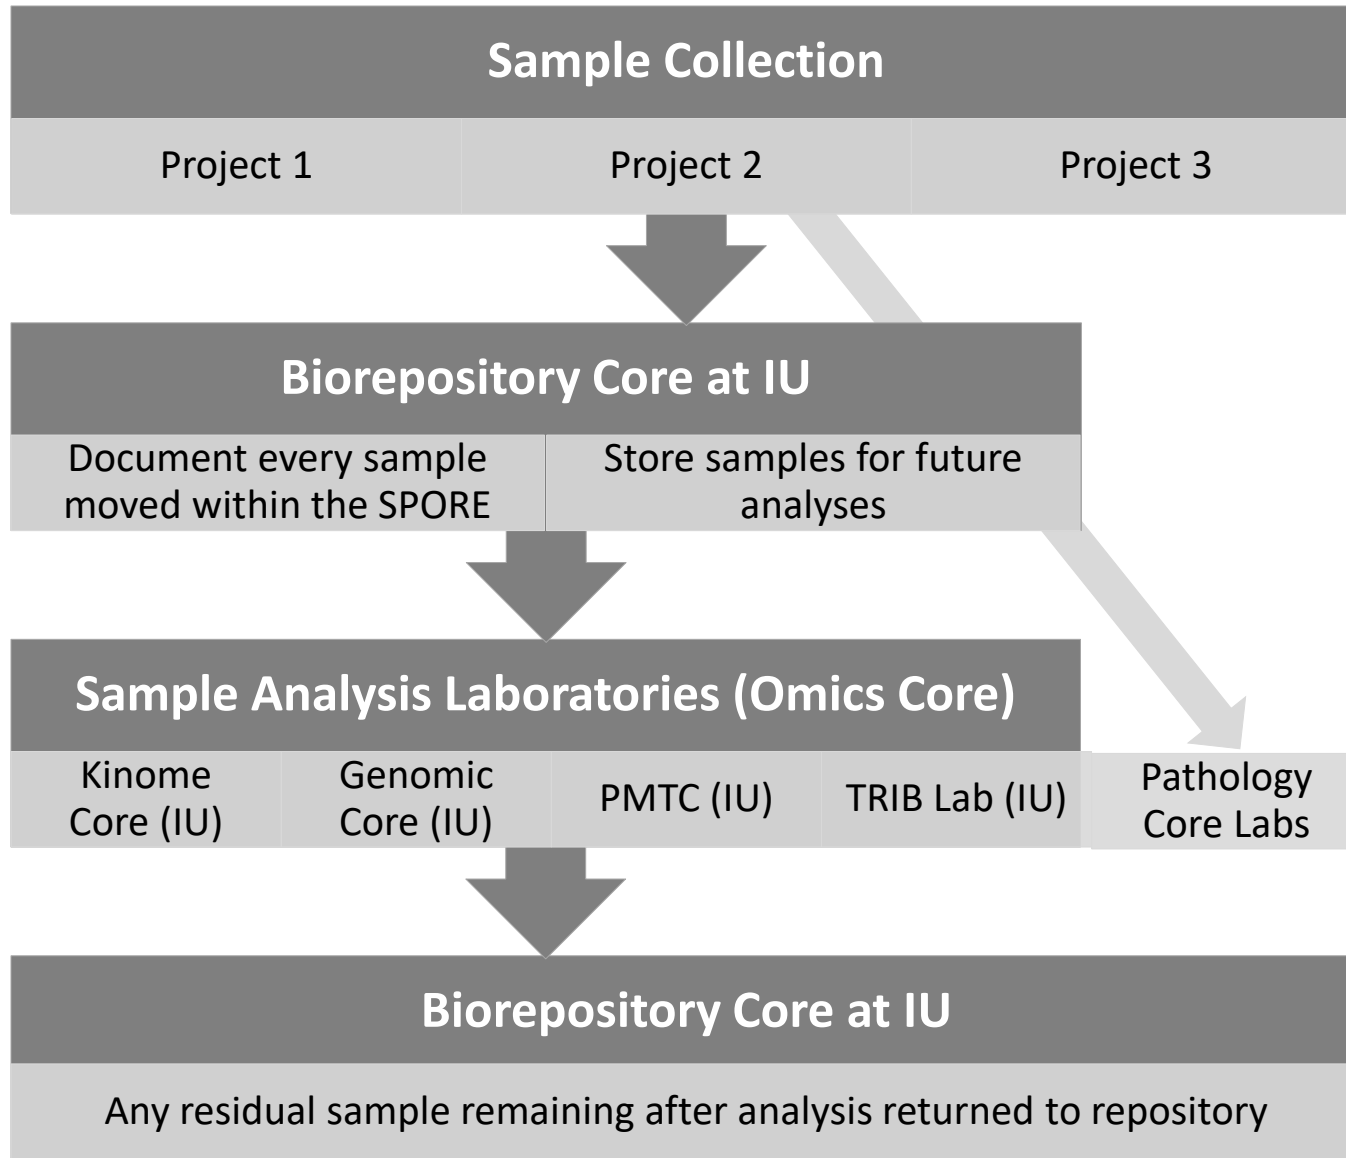 Sample Collection
Project 1
Project 2
Project 3
Biorepository Core at IU
Document every sample
moved within the SPORE
Store samples for future
analyses
Sample Analysis Laboratories (Omics Core)
Kinome
Core (IU)
Genomic
Core (IU)
PMTC (IU)
TRIB Lab (IU)
Pathology
Core Labs
Biorepository Core at IU
Any residual sample remaining after analysis returned to repository